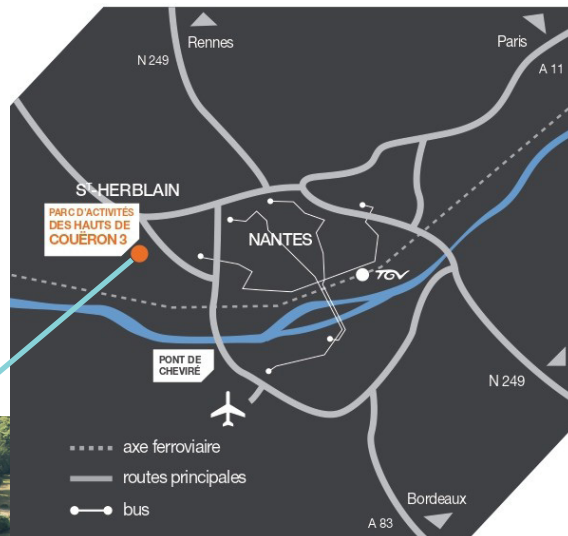 Rennes
Paris
N 249
A 11
ST-HERBLAIN
PARC D'ACTIVITÉS
DES HAUTS DE
COUËRON 3
NANTES
TGV
PONT DE
CHEVIRÉ
N 249
axe ferroviaire
routes principales
bus
Bordeaux
A 83